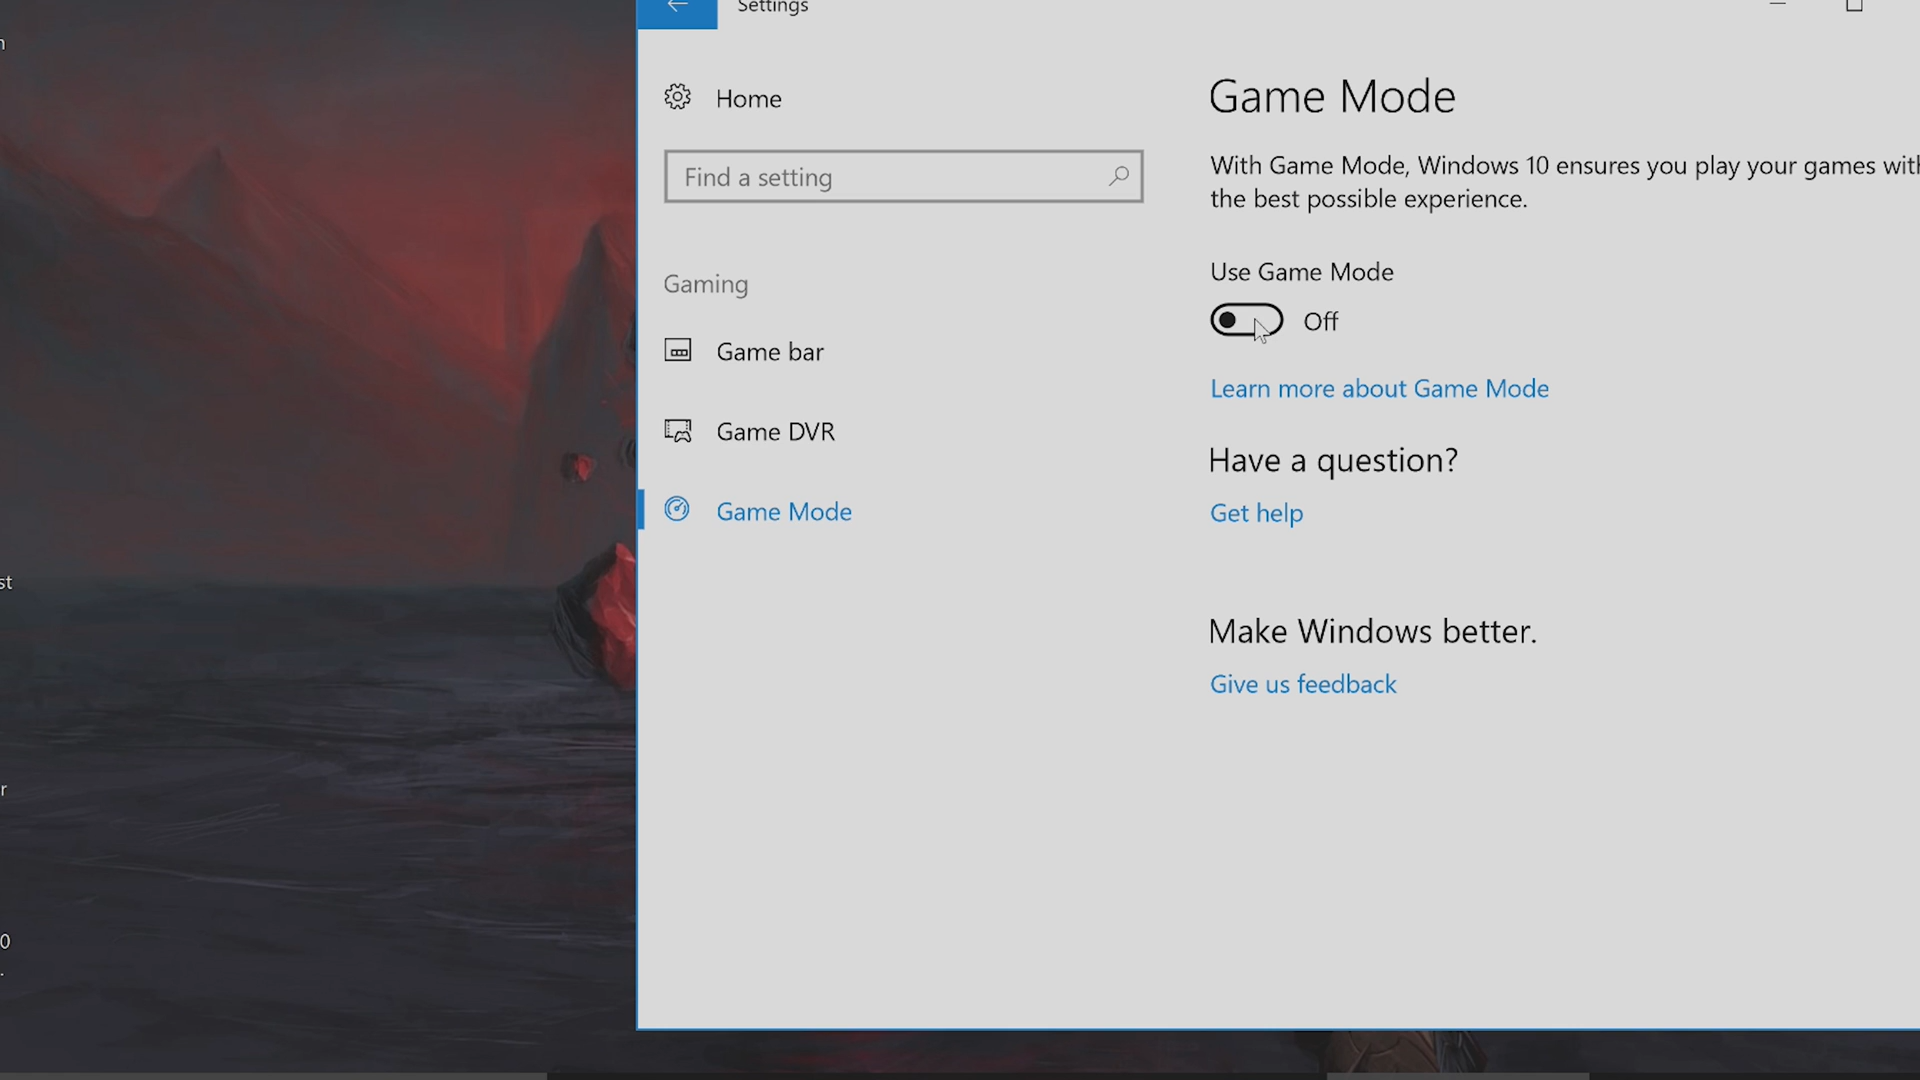 Settings
Home
Find a setting
Gaming
Game bar
Game DVR
Game Mode
Game Mode
With Game Mode, Windows 10 ensures you play your games with
the best possible experience.
Use Game Mode
Off
Learn more about Game Mode
Have a question?
Get help
Make Windows better.
Give us feedback